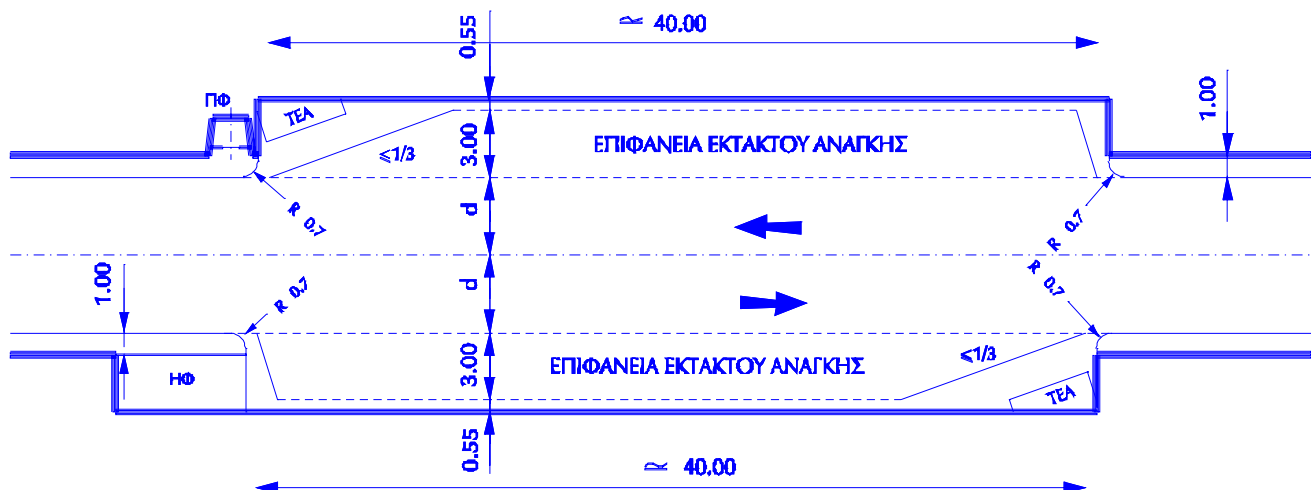 ≃ 40.00
0.55
ΠΦ
ΤΕΛ
1.00
≤1/3
3.00
ΕΠΙΦΑΝΕΙΑ ΕΚΤΑΚΤΟΥ ΑΝΑΓΚΗΣ
R 0.7
d
R 0.7
1.00
d
R 0.7
R 0.7
ΗΦ
3.00
ΕΠΙΦΑΝΕΙΑ ΕΚΤΑΚΤΟΥ ΑΝΑΓΚΗΣ
≤1/3
ΤΕΛ
0.55
≃ 40.00